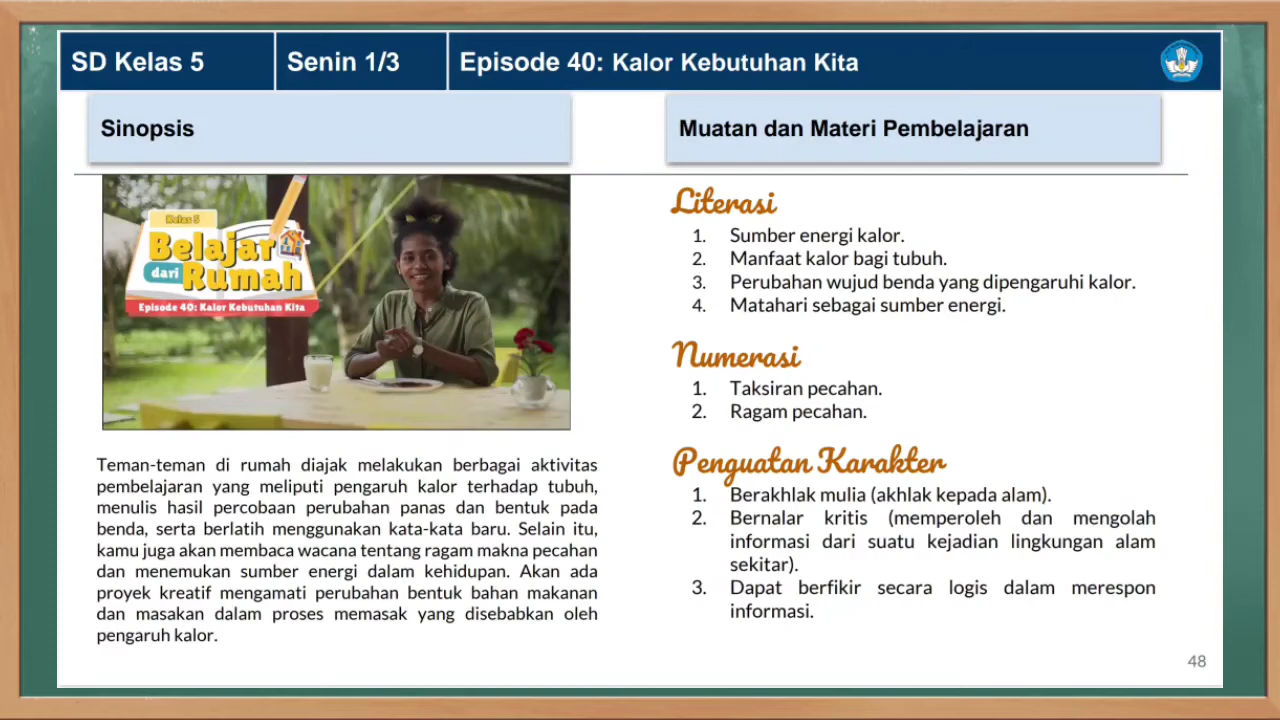 SD Kelas 5
Senin 1/3
Episode 40: Kalor Kebutuhan Kita
Sinopsis
Kelas 5
Belajar
dari Rumah
Episode 40: Kalor Kebutuhan Kita
Teman-teman di rumah diajak melakukan berbagai aktivitas
pembelajaran yang meliputi pengaruh kalor terhadap tubuh,
menulis hasil percobaan perubahan panas dan bentuk pada
benda, serta berlatih menggunakan kata-kata baru. Selain itu,
kamu juga akan membaca wacana tentang ragam makna pecahan
dan menemukan sumber energi dalam kehidupan. Akan ada
proyek kreatif mengamati perubahan bentuk bahan makanan
dan masakan dalam proses memasak yang disebabkan oleh
pengaruh kalor.
Muatan dan Materi Pembelajaran
Literasi
1. Sumber energi kalor.
2. Manfaat kalor bagi tubuh.
3. Perubahan wujud benda yang dipengaruhi kalor.
4. Matahari sebagai sumber energi.
Numerasi
1. Taksiran pecahan.
2. Ragam pecahan.
Penguatan Karakter
1. Berakhlak mulia (akhlak kepada alam).
2. Bernalar kritis (memperoleh dan mengolah
informasi dari suatu kejadian lingkungan alam
sekitar).
3. Dapat berfikir secara logis dalam merespon
informasi.
48